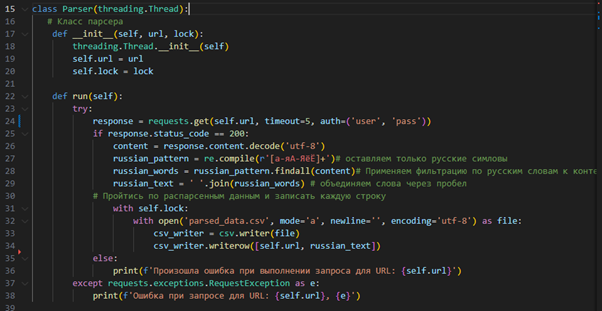 15 class Parser(threading.Thread):
16 # Класс парсера
17 def __init__(self, url, lock):
18 threading.Thread.__init__(self)
19 self.url = url
20 self.lock = lock
21
22 def run(self):
23 try:
24 response = requests.get(self.url, timeout=5, auth=('user', 'pass'))
25 if response.status_code == 200:
26 content = response.content.decode('utf-8')
27 russian_pattern = re.compile(r'[а-яА-ЯёЁ]+')# оставляем только русские симловы
28 russian_words = russian_pattern.findall(content)# Применяем фильтрацию по русским словам к конте
29 russian_text = ' '.join(russian_words) # объединяем слова через пробел
30 # Пройтись по распарсенным данным и записать каждую строку
31 with self.lock:
32 with open('parsed_data.csv', mode='a', newline='', encoding='utf-8') as file:
33 csv_writer = csv.writer(file)
34 csv_writer.writerow([self.url, russian_text])
35 else:
36 print(f'Произошла ошибка при выполнении запроса для URL: {self.url}')
37 except requests.exceptions.RequestException as e:
38 print(f'Ошибка при запросе для URL: {self.url}, {e}')
39